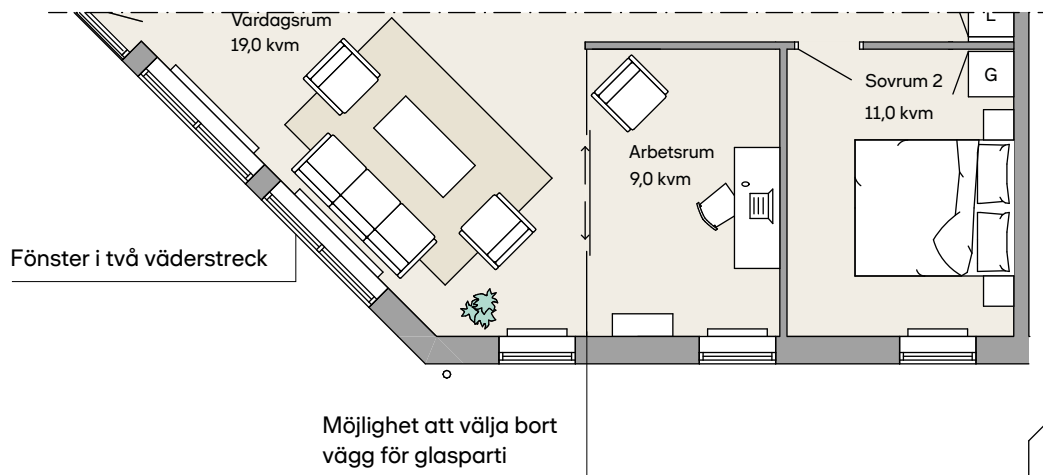 Vardagsrum
19,0 kvm
L
G
Sovrum 2
11,0 kvm
Arbetsrum
9,0 kvm
Fönster i två väderstreck
Möjlighet att välja bort
vägg för glasparti